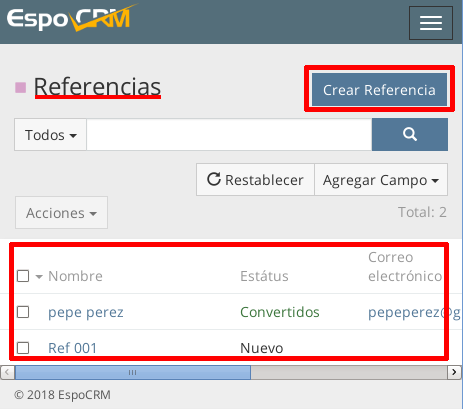 EspoCRM
Referencias
Crear Referencia
Todos
Restablecer
Agregar Campo
Acciones
Total: 2
Nombre
Estátus
Correo
electrónico
pepe perez
Convertidos
pepeperez@g
Ref 001
Nuevo
© 2018 EspoCRM